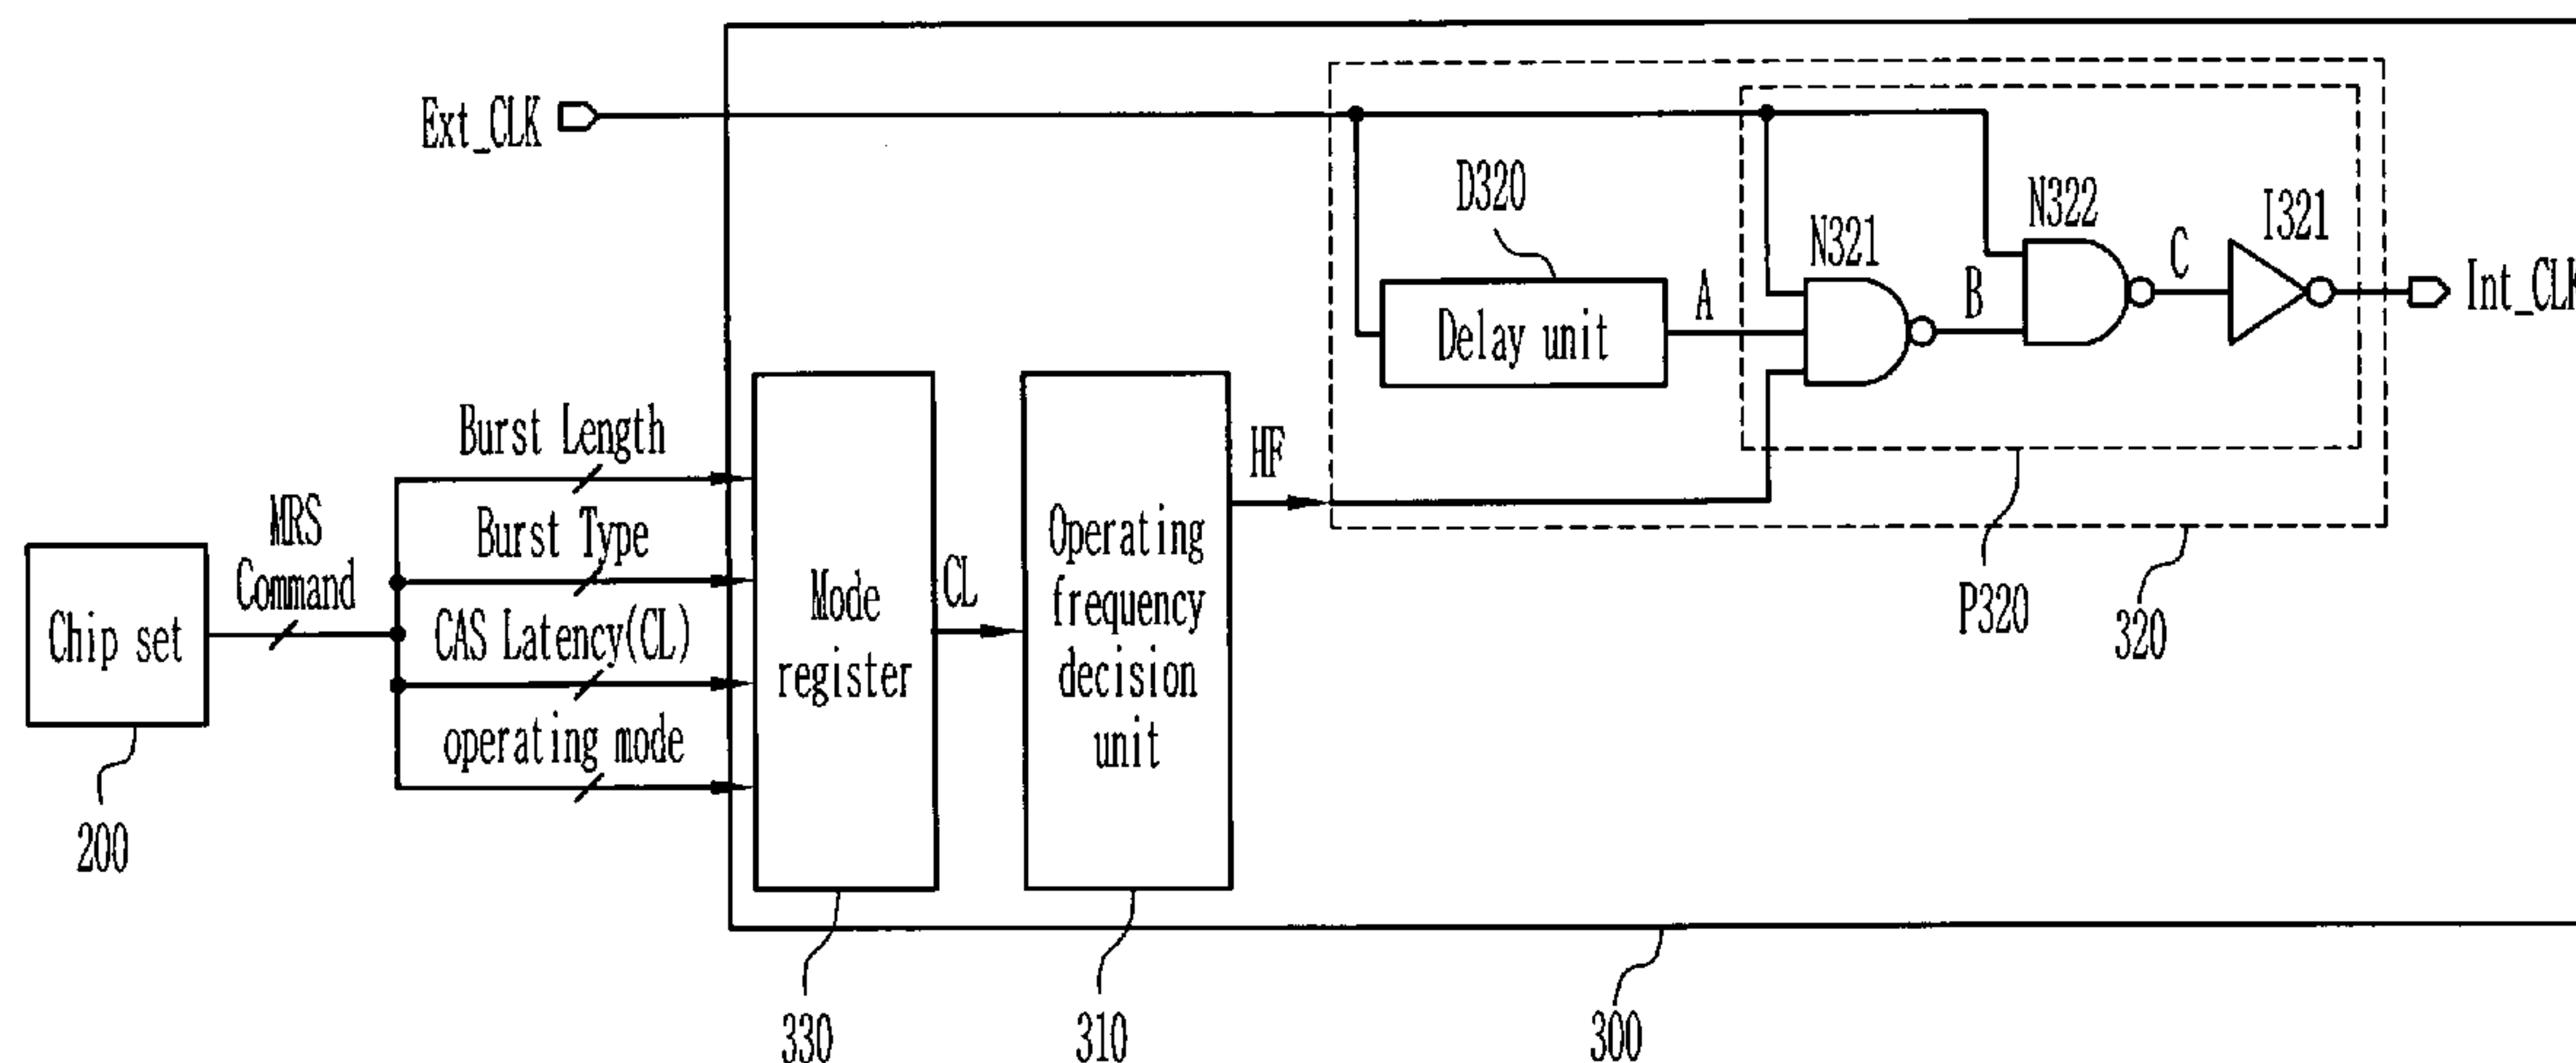 Ext_CLK
D320
N321
N322
I321
A
B
C
Int_CLK
Delay unit
HF
P320
320
Chip set
200
MRS
Command
Burst Length
Burst Type
CAS Latency(CL)
operating mode
Mode
register
330
CL
Operating
frequency
decision
unit
310
300